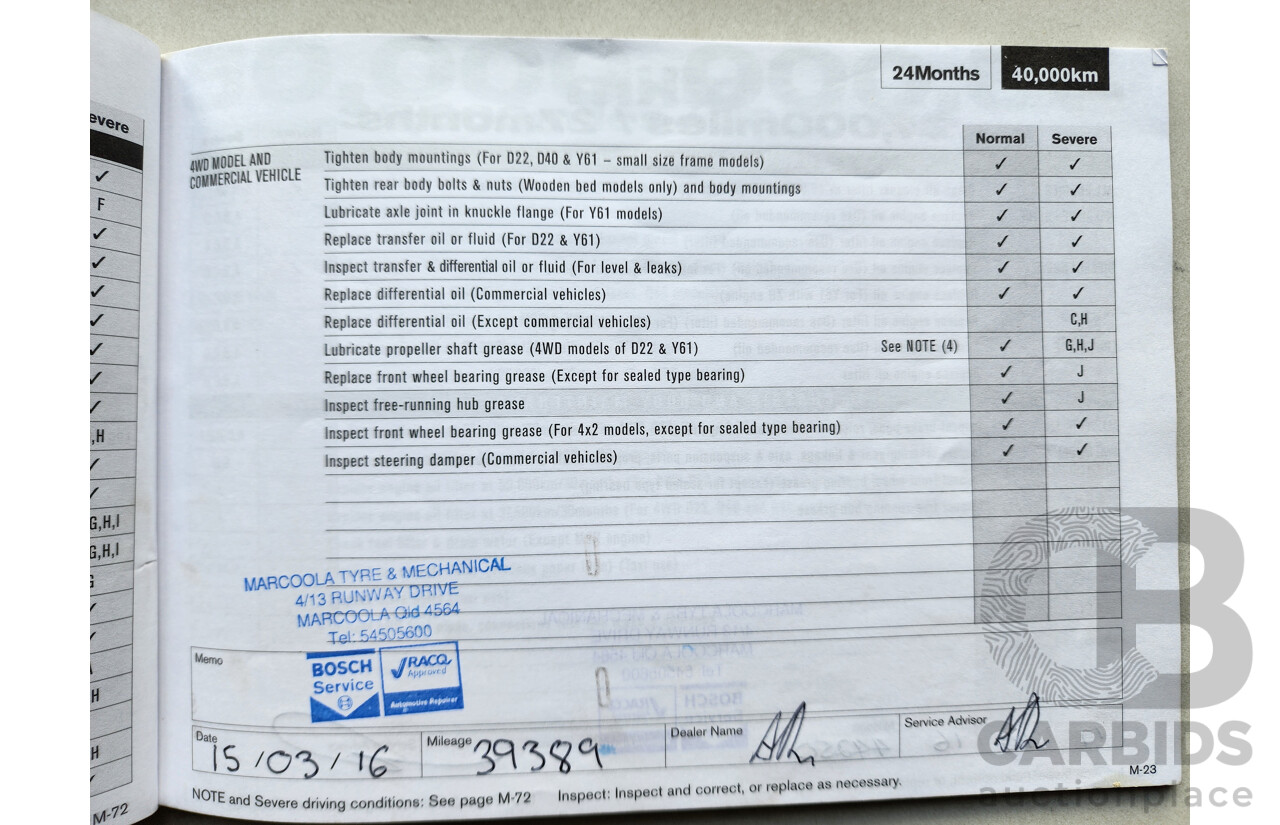 24Months 40,000km
Normal Severe
4WD MODEL AND
COMMERCIAL VEHICLE
Tighten body mountings (For D22, D40 & Y61 – small size frame models) ✓ ✓
Tighten rear body bolts & nuts (Wooden bed models only) and body mountings ✓ ✓
Lubricate axle joint in knuckle flange (For Y61 models) ✓ ✓
Replace transfer oil or fluid (For D22 & Y61) ✓ ✓
Inspect transfer & differential oil or fluid (For level & leaks) ✓ ✓
Replace differential oil (Commercial vehicles) ✓ ✓
Replace differential oil (Except commercial vehicles) C,H
Lubricate propeller shaft grease (4WD models of D22 & Y61) See NOTE (4) ✓ G,H,J
Replace front wheel bearing grease (Except for sealed type bearing) ✓ J
Inspect free-running hub grease ✓ J
Inspect front wheel bearing grease (For 4x2 models, except for sealed type bearing) ✓ ✓
Inspect steering damper (Commercial vehicles) ✓ ✓
MARCOOLA TYRE & MECHANICAL
4/13 RUNWAY DRIVE
MARCOOLA Qld 4564
Tel: 54505600
Memo
BOSCH
Service
RACQ
Approved
Automotive Repairer
Date 15/03/16
Mileage 39389
Dealer Name
Service Advisor
NOTE and Severe driving conditions: See page M-72 Inspect: Inspect and correct, or replace as necessary.
M-23
evere
✓
F
✓
✓
✓
✓
✓
✓
✓
,H
✓
✓
G,H,I
G,H,I
G
✓
✓
H
H
✓
M-72
CARBIDS
auctionplace